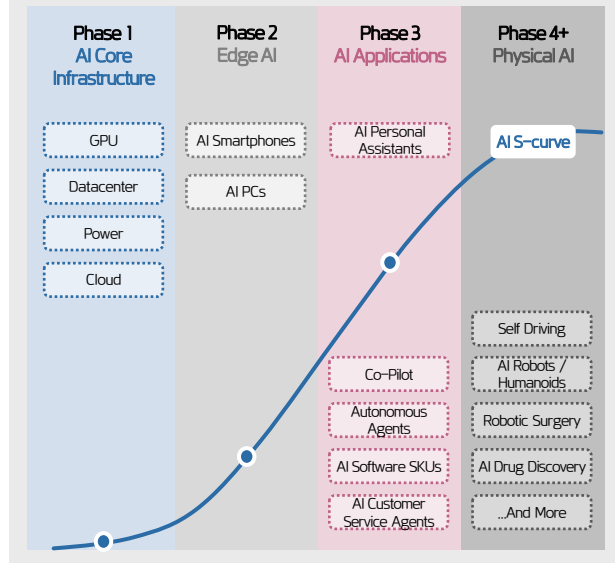 Phase 1
AI Core
Infrastructure
GPU
Datacenter
Power
Cloud
Phase 2
Edge AI
AI Smartphones
AI PCs
Phase 3
AI Applications
AI Personal
Assistants
Co-Pilot
Autonomous
Agents
AI Software SKUs
AI Customer
Service Agents
Phase 4+
Physical AI
AI S-curve
Self Driving
AI Robots /
Humanoids
Robotic Surgery
AI Drug Discovery
...And More